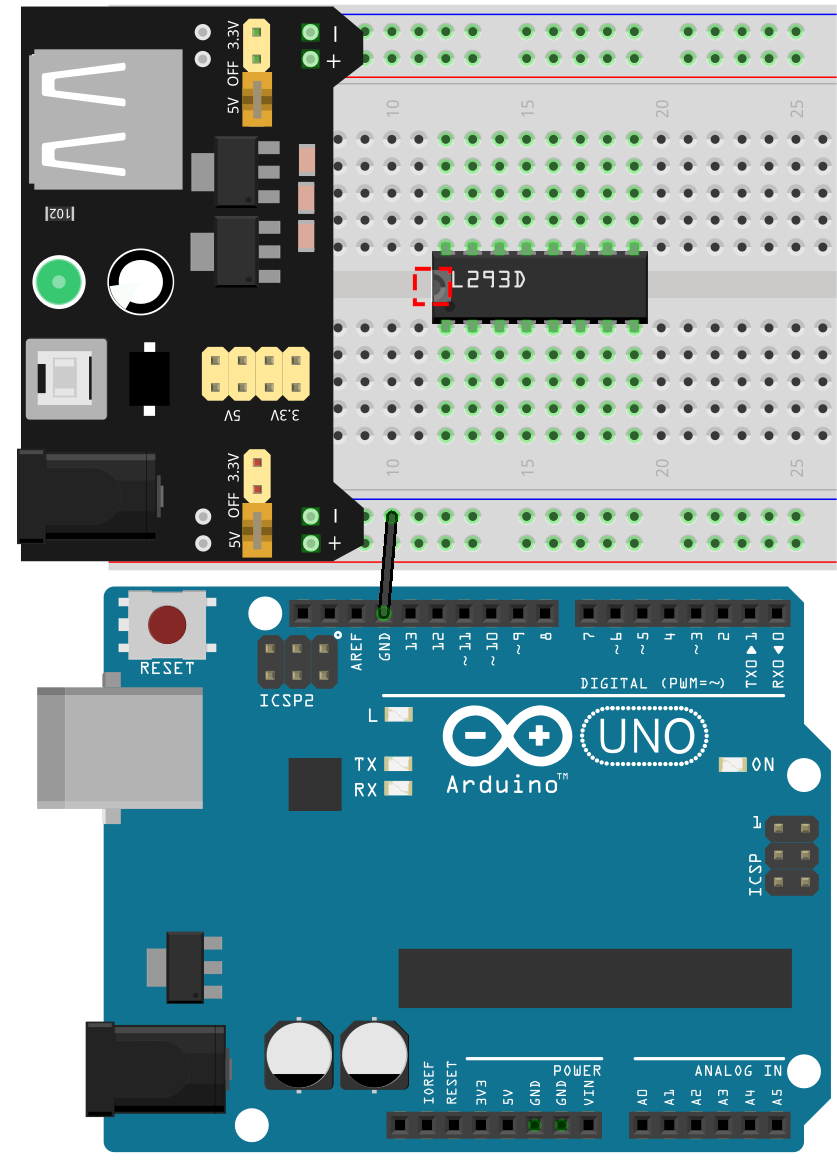 3.3V
OFF
5V
−
+
10
15
20
25
102
L293D
5V
3.3V
10
15
20
25
3.3V
OFF
5V
−
+
RESET
ICSP2
AREF
GND
13
12
~11
~10
~9
8
7
~6
~5
4
~3
2
TX0▶1
RX0◀0
DIGITAL (PWM=~)
L
TX
RX
Arduino™
UNO
ON
1
ICSP
IOREF
RESET
3V3
5V
GND
GND
VIN
POWER
ANALOG IN
A0
A1
A2
A3
A4
A5